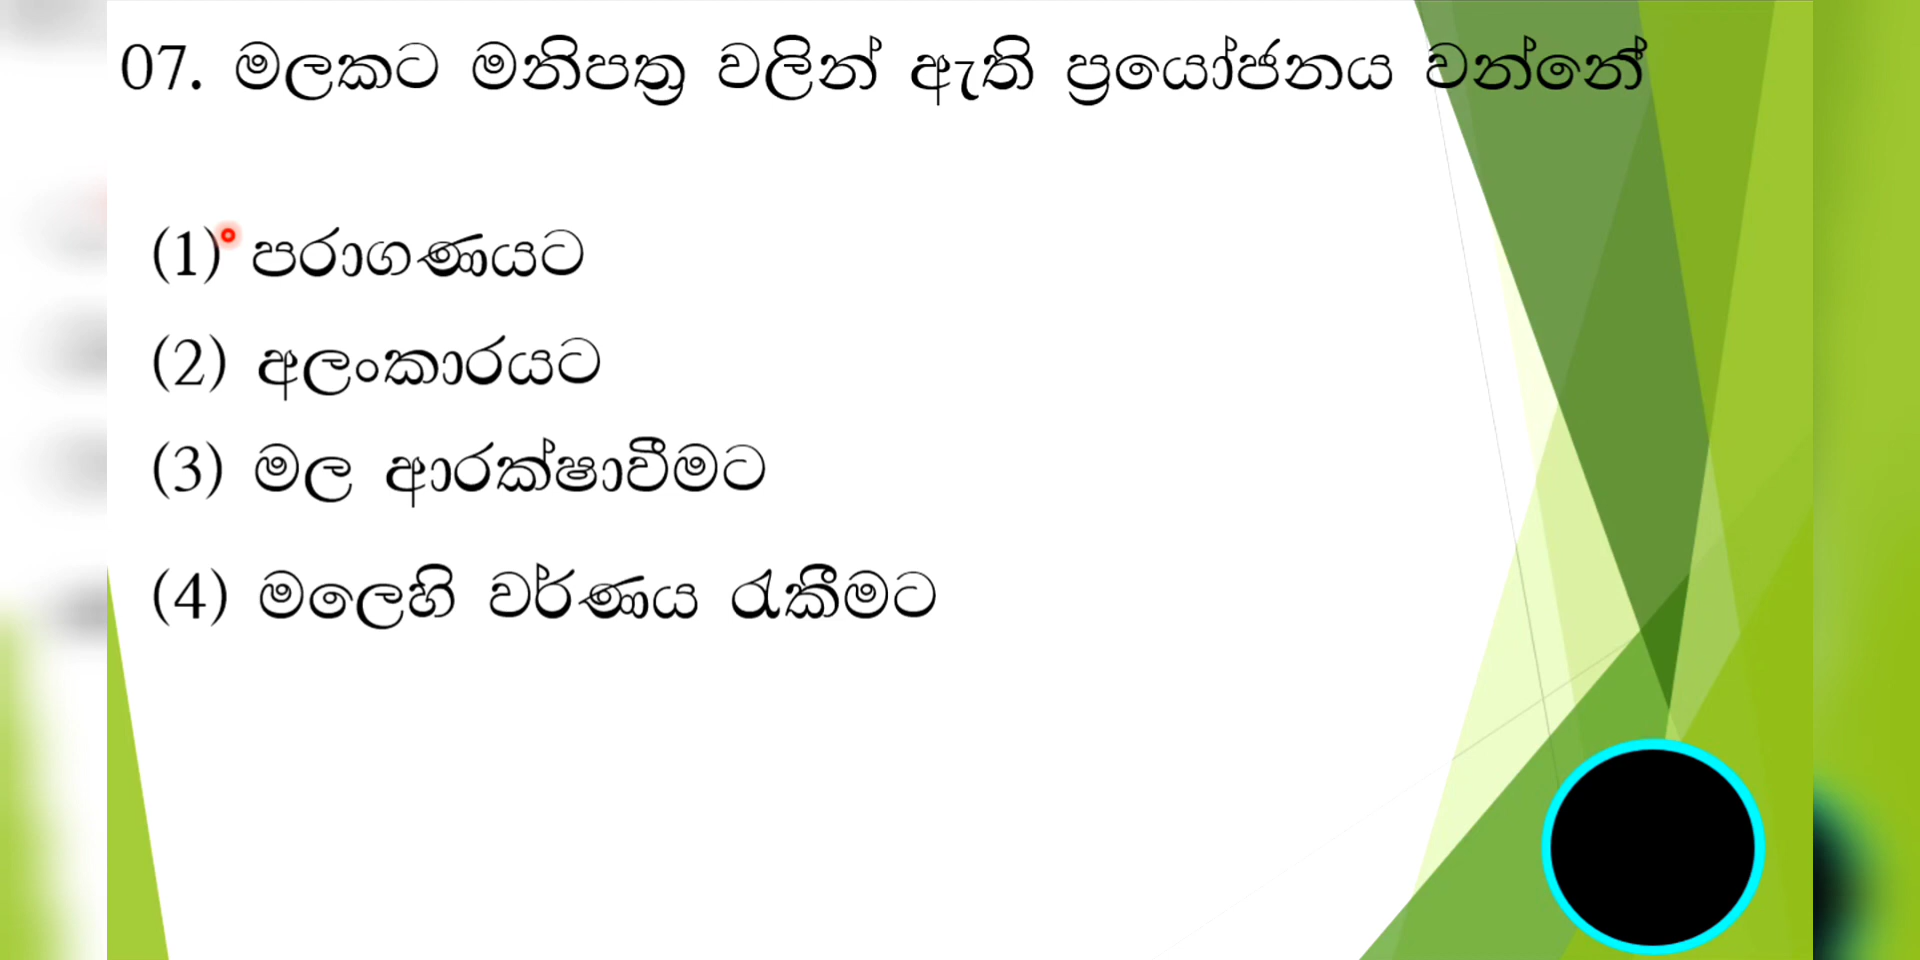 07. මලකට මනිපත්‍ර වලින් ඇති ප්‍රයෝජනය වන්නේ
(1) පරාගණයට
(2) අලංකාරයට
(3) මල ආරක්ෂාවීමට
(4) මලෙහි වර්ණය රැකීමට